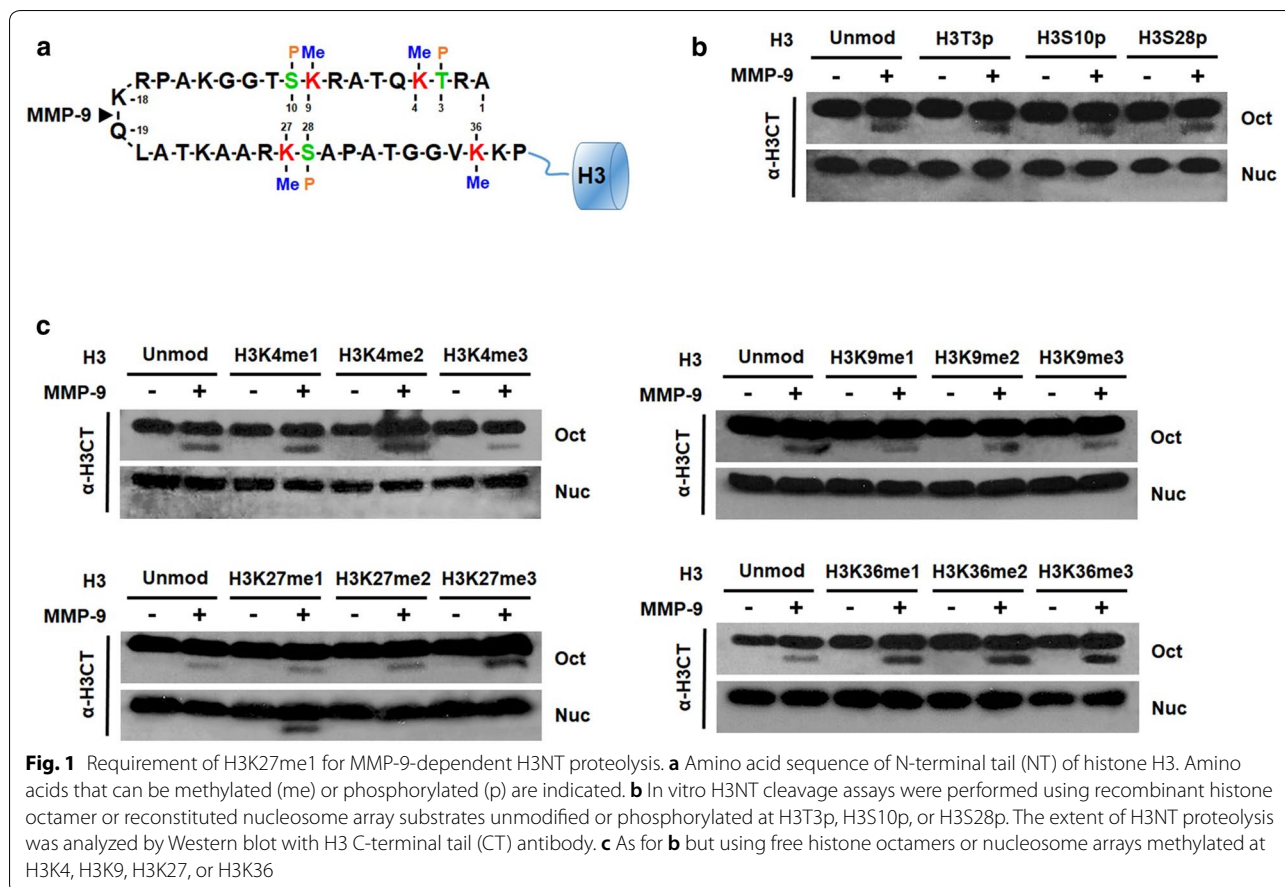 a
P Me Me P
K R-P-A-K-G-G-T-S-K-R-A-T-Q-K-T-R-A
-18 10 9 4 3 1
MMP-9
Q -19 27 28 36
L-A-T-K-A-A-R-K-S-A-P-A-T-G-G-V-K-K-P
Me P Me
H3
b
H3 Unmod H3T3p H3S10p H3S28p
MMP-9 - + - + - + - +
α-H3CT
Oct
Nuc
c
H3 Unmod H3K4me1 H3K4me2 H3K4me3
MMP-9 - + - + - + - +
α-H3CT
Oct
Nuc
H3 Unmod H3K9me1 H3K9me2 H3K9me3
MMP-9 - + - + - + - +
α-H3CT
Oct
Nuc
H3 Unmod H3K27me1 H3K27me2 H3K27me3
MMP-9 - + - + - + - +
α-H3CT
Oct
Nuc
H3 Unmod H3K36me1 H3K36me2 H3K36me3
MMP-9 - + - + - + - +
α-H3CT
Oct
Nuc
Fig. 1 Requirement of H3K27me1 for MMP-9-dependent H3NT proteolysis. a Amino acid sequence of N-terminal tail (NT) of histone H3. Amino
acids that can be methylated (me) or phosphorylated (p) are indicated. b In vitro H3NT cleavage assays were performed using recombinant histone
octamer or reconstituted nucleosome array substrates unmodified or phosphorylated at H3T3p, H3S10p, or H3S28p. The extent of H3NT proteolysis
was analyzed by Western blot with H3 C-terminal tail (CT) antibody. c As for b but using free histone octamers or nucleosome arrays methylated at
H3K4, H3K9, H3K27, or H3K36